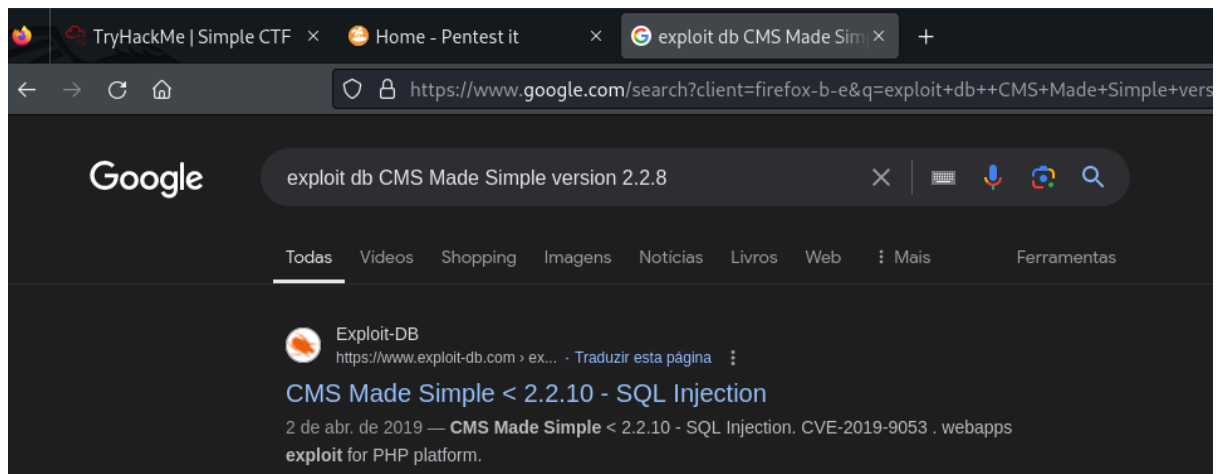 TryHackMe | Simple CTF
Home - Pentest it
exploit db CMS Made Sim
https://www.google.com/search?client=firefox-b-e&q=exploit+db++CMS+Made+Simple+vers
Google
exploit db CMS Made Simple version 2.2.8
Todas Vídeos Shopping Imagens Notícias Livros Web Mais Ferramentas
Exploit-DB
https://www.exploit-db.com › ex... · Traduzir esta página
CMS Made Simple < 2.2.10 - SQL Injection
2 de abr. de 2019 — CMS Made Simple < 2.2.10 - SQL Injection. CVE-2019-9053 . webapps
exploit for PHP platform.